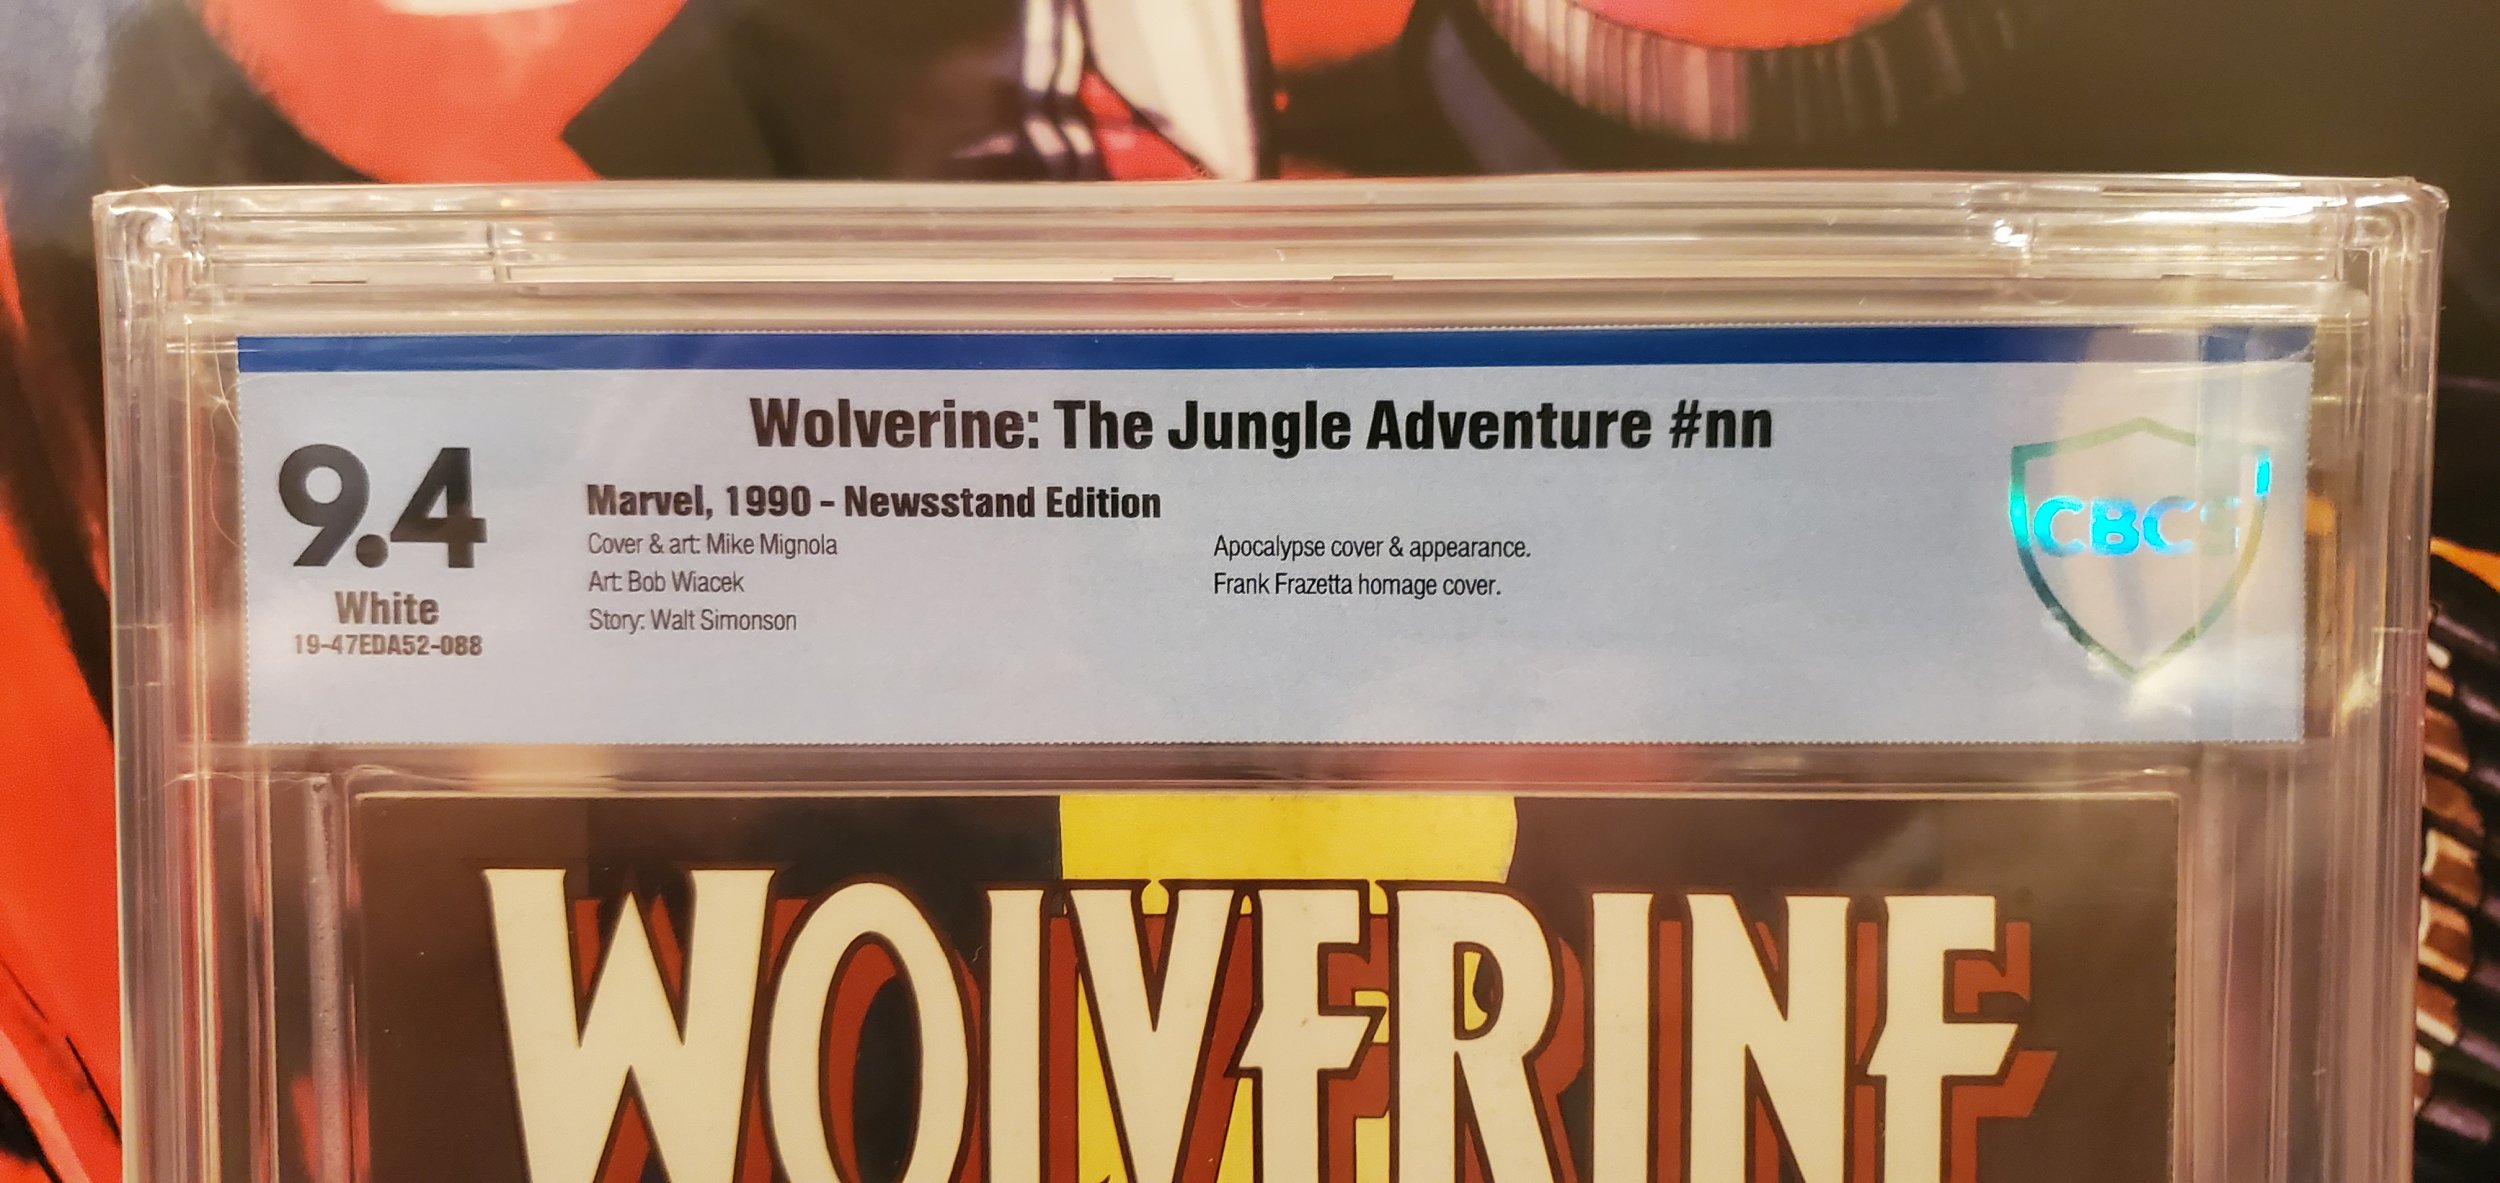 Wolverine: The Jungle Adventure #nn
9.4
White
19-47EDA52-088
Marvel, 1990 - Newsstand Edition
Cover & art: Mike Mignola
Art: Bob Wiacek
Story: Walt Simonson
Apocalypse cover & appearance.
Frank Frazetta homage cover.
CBCS
WOLVERINE